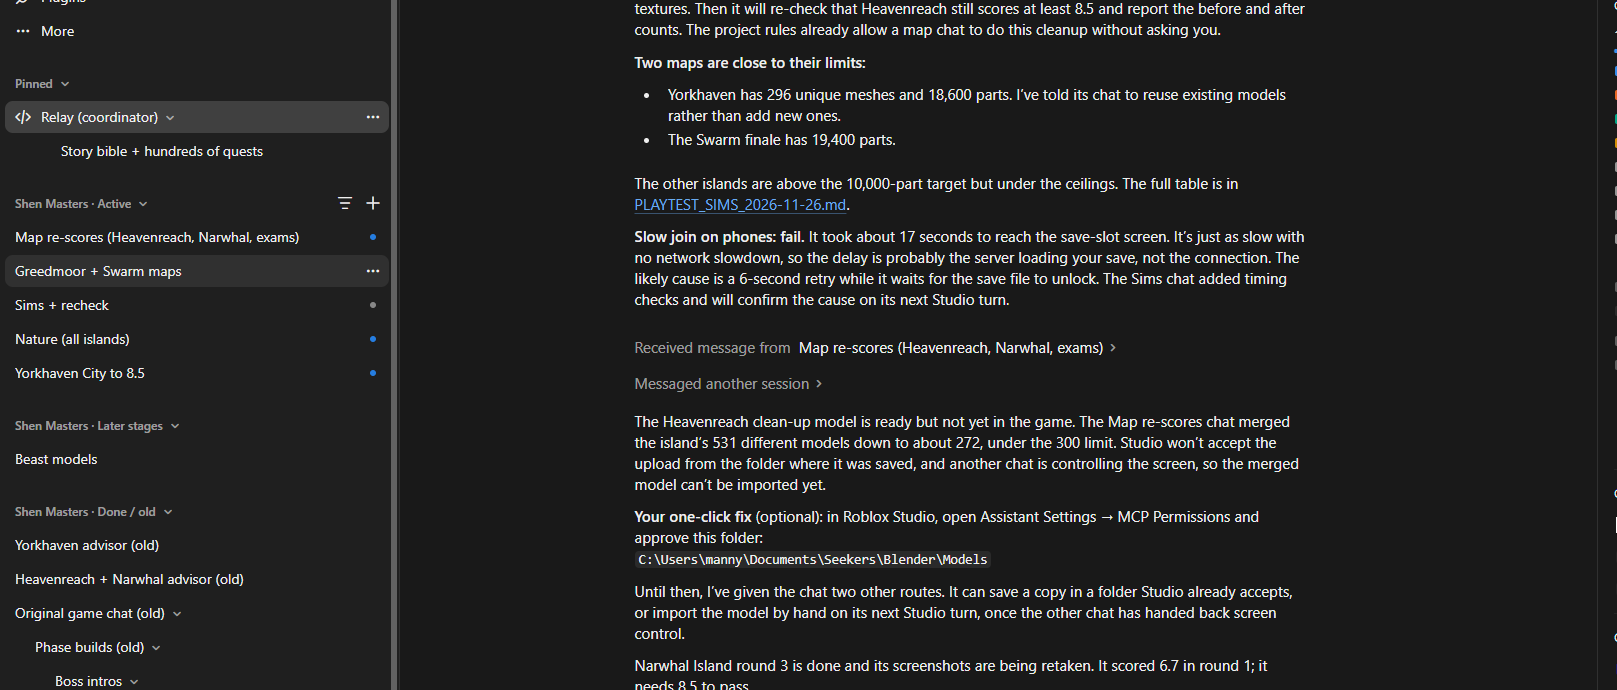 More
Pinned
Relay (coordinator)
Story bible + hundreds of quests
Shen Masters · Active
Map re-scores (Heavenreach, Narwhal, exams)
Greedmoor + Swarm maps
Sims + recheck
Nature (all islands)
Yorkhaven City to 8.5
Shen Masters · Later stages
Beast models
Shen Masters · Done / old
Yorkhaven advisor (old)
Heavenreach + Narwhal advisor (old)
Original game chat (old)
Phase builds (old)
Boss intros
textures. Then it will re-check that Heavenreach still scores at least 8.5 and report the before and after
counts. The project rules already allow a map chat to do this cleanup without asking you.
Two maps are close to their limits:
• Yorkhaven has 296 unique meshes and 18,600 parts. I've told its chat to reuse existing models
rather than add new ones.
• The Swarm finale has 19,400 parts.
The other islands are above the 10,000-part target but under the ceilings. The full table is in
PLAYTEST_SIMS_2026-11-26.md.
Slow join on phones: fail. It took about 17 seconds to reach the save-slot screen. It's just as slow with
no network slowdown, so the delay is probably the server loading your save, not the connection. The
likely cause is a 6-second retry while it waits for the save file to unlock. The Sims chat added timing
checks and will confirm the cause on its next Studio turn.
Received message from Map re-scores (Heavenreach, Narwhal, exams) >
Messaged another session >
The Heavenreach clean-up model is ready but not yet in the game. The Map re-scores chat merged
the island's 531 different models down to about 272, under the 300 limit. Studio won't accept the
upload from the folder where it was saved, and another chat is controlling the screen, so the merged
model can't be imported yet.
Your one-click fix (optional): in Roblox Studio, open Assistant Settings → MCP Permissions and
approve this folder:
C:\Users\manny\Documents\Seekers\Blender\Models
Until then, I've given the chat two other routes. It can save a copy in a folder Studio already accepts,
or import the model by hand on its next Studio turn, once the other chat has handed back screen
control.
Narwhal Island round 3 is done and its screenshots are being retaken. It scored 6.7 in round 1; it
needs 8.5 to pass